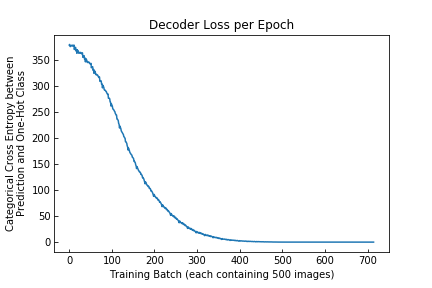 Decoder Loss per Epoch
Categorical Cross Entropy between
Prediction and One-Hot Class
350
300
250
200
150
100
50
0
0 100 200 300 400 500 600 700
Training Batch (each containing 500 images)